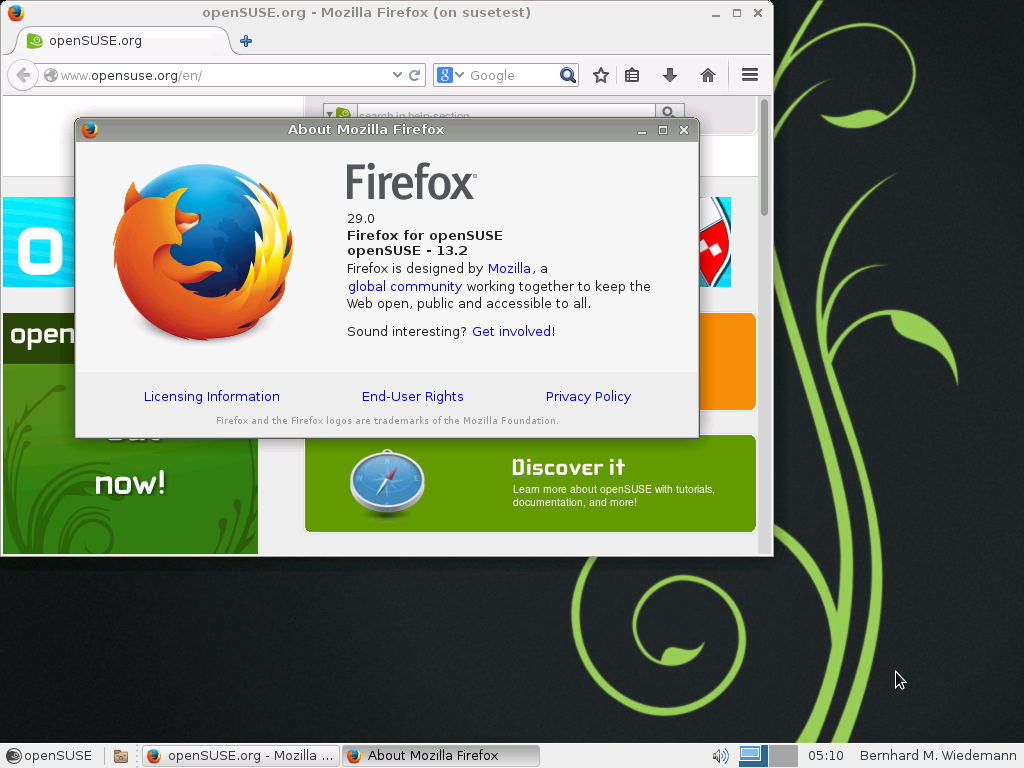 openSUSE.org - Mozilla Firefox (on susetest)
openSUSE.org
www.opensuse.org/en/
8 Google
search in help-section
About Mozilla Firefox
Firefox
29.0
Firefox for openSUSE
openSUSE - 13.2
Firefox is designed by Mozilla, a
global community working together to keep the
Web open, public and accessible to all.
Sound interesting? Get involved!
Licensing Information End-User Rights Privacy Policy
Firefox and the Firefox logos are trademarks of the Mozilla Foundation.
open
now!
Discover it
Learn more about openSUSE with tutorials,
documentation, and more!
openSUSE openSUSE.org - Mozilla ... About Mozilla Firefox 05:10 Bernhard M. Wiedemann